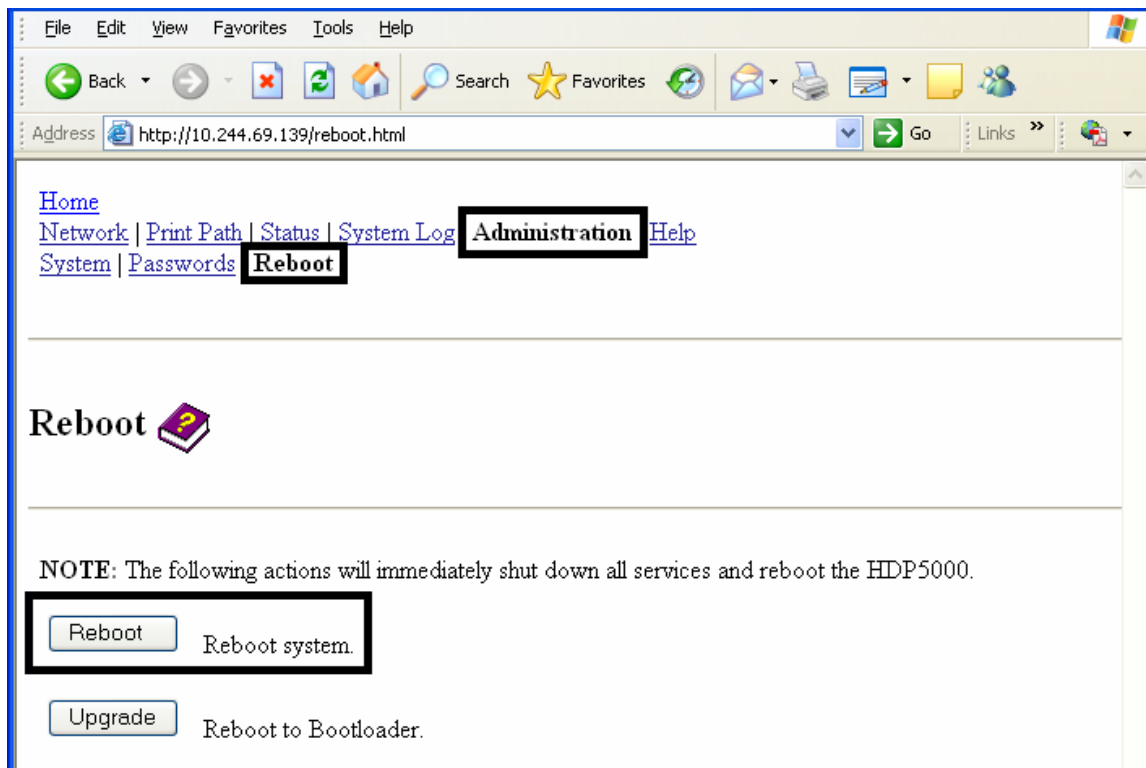 File Edit View Favorites Tools Help
Back Search Favorites
Address http://10.244.69.139/reboot.html Go Links »
Home
Network | Print Path | Status | System Log Administration Help
System | Passwords Reboot
Reboot ?
NOTE: The following actions will immediately shut down all services and reboot the HDP5000.
Reboot Reboot system.
Upgrade Reboot to Bootloader.